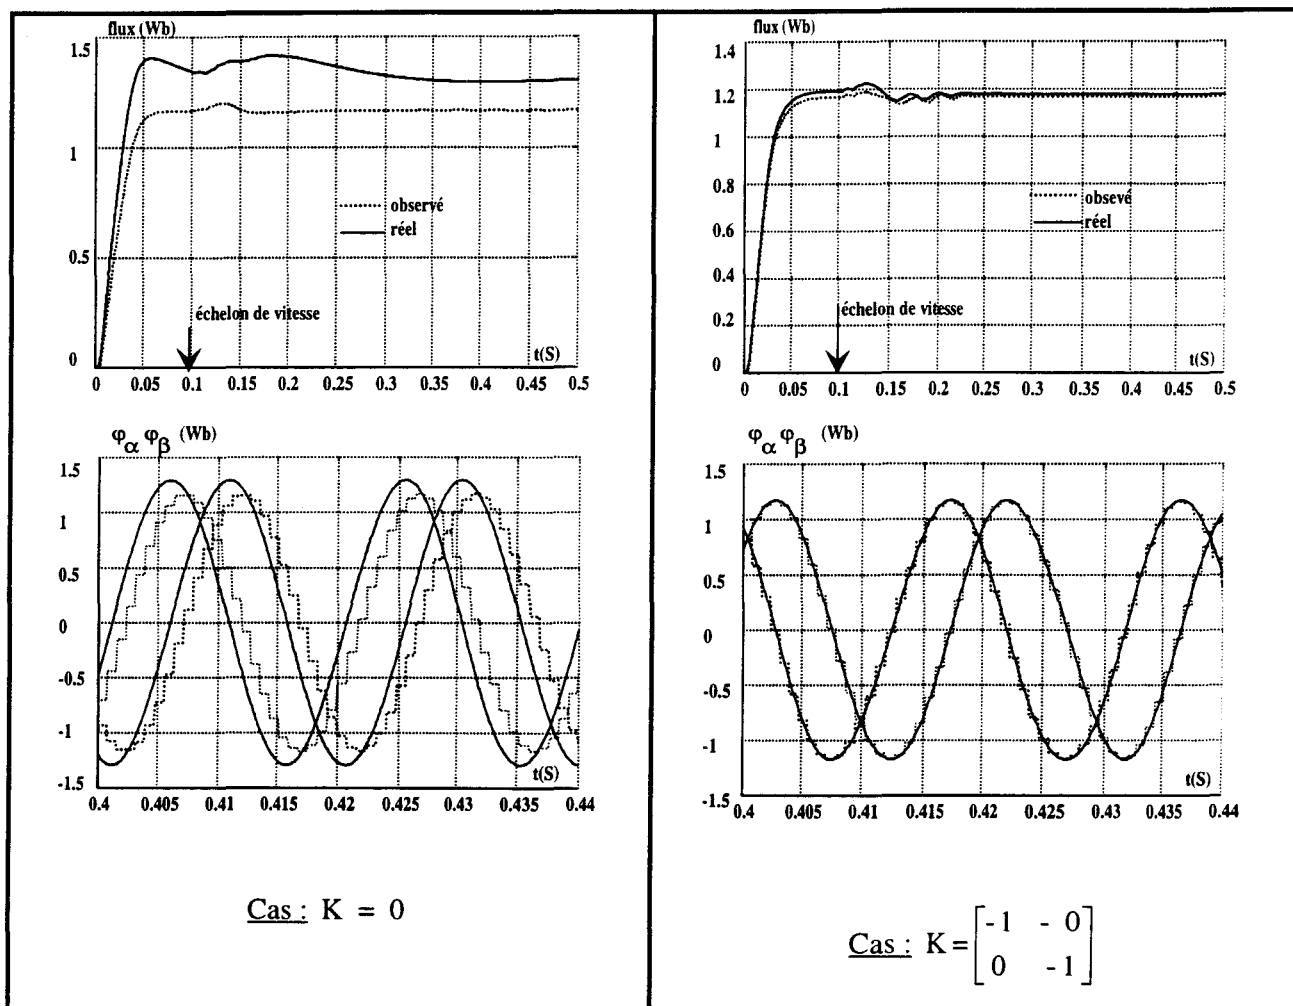 flux (Wb)
1.5
1
0.5
0
observé
réel
échelon de vitesse
t(S)
0 0.05 0.1 0.15 0.2 0.25 0.3 0.35 0.4 0.45 0.5
φα φβ (Wb)
1.5
1
0.5
0
-0.5
-1
-1.5
t(S)
0.4 0.405 0.41 0.415 0.42 0.425 0.43 0.435 0.44
Cas : K = 0
flux (Wb)
1.4
1.2
1
1.2
0.6
0.4
1.2
0
obsevé
réel
échelon de vitesse
t(S)
0 0.05 0.1 0.15 0.2 0.25 0.3 0.35 0.4 0.45 0.5
φα φβ (Wb)
1.5
1
0.5
0
-0.5
-1
-1.5
t(S)
0.4 0.405 0.41 0.415 0.42 0.425 0.43 0.435 0.44
Cas : K = [-1 - 0
0 -1]